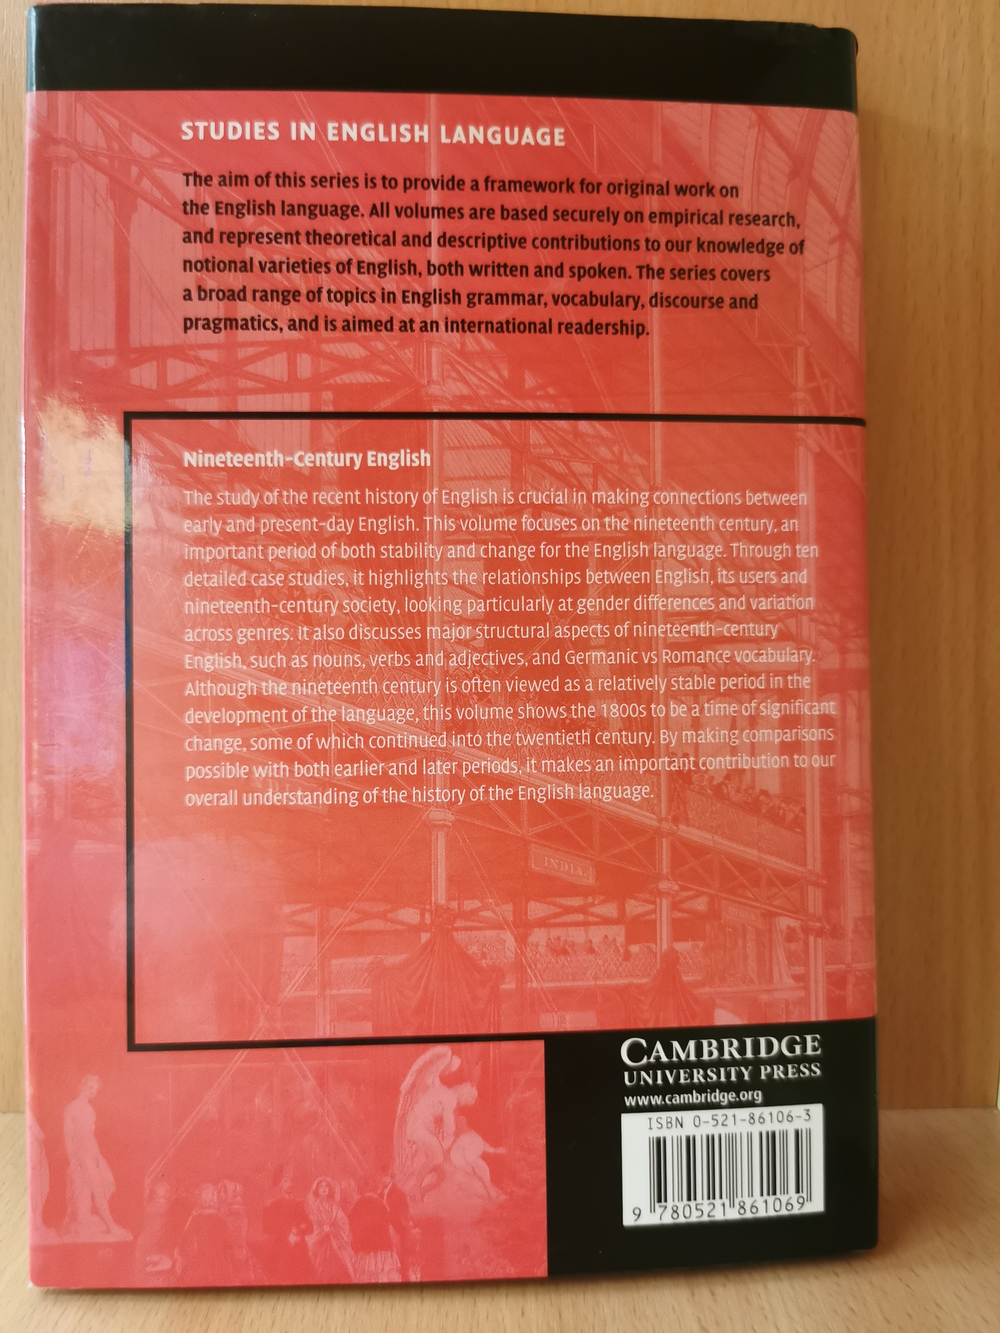 STUDIES IN ENGLISH LANGUAGE
The aim of this series is to provide a framework for original work on
the English language. All volumes are based securely on empirical research,
and represent theoretical and descriptive contributions to our knowledge of
notional varieties of English, both written and spoken. The series covers
a broad range of topics in English grammar, vocabulary, discourse and
pragmatics, and is aimed at an international readership.
Nineteenth-Century English
The study of the recent history of English is crucial in making connections between
early and present-day English. This volume focuses on the nineteenth century, an
important period of both stability and change for the English language. Through ten
detailed case studies, it highlights the relationships between English, its users and
nineteenth-century society, looking particularly at gender differences and variation
across genres. It also discusses major structural aspects of nineteenth-century
English, such as nouns, verbs and adjectives, and Germanic vs Romance vocabulary.
Although the nineteenth century is often viewed as a relatively stable period in the
development of the language, this volume shows the 1800s to be a time of significant
change, some of which continued into the twentieth century. By making comparisons
possible with both earlier and later periods, it makes an important contribution to our
overall understanding of the history of the English language.
INDIA.
CAMBRIDGE
UNIVERSITY PRESS
www.cambridge.org
ISBN 0-521-86106-3
9 780521 861069